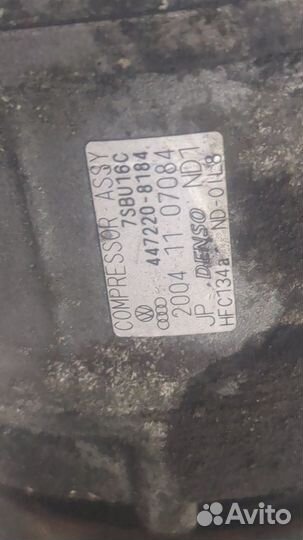 COMPRESSOR ASSY
7SBU16C
447220-8184
2004 11 07084
JP DENSO ND1
HFC134a ND-OIL8
Avito